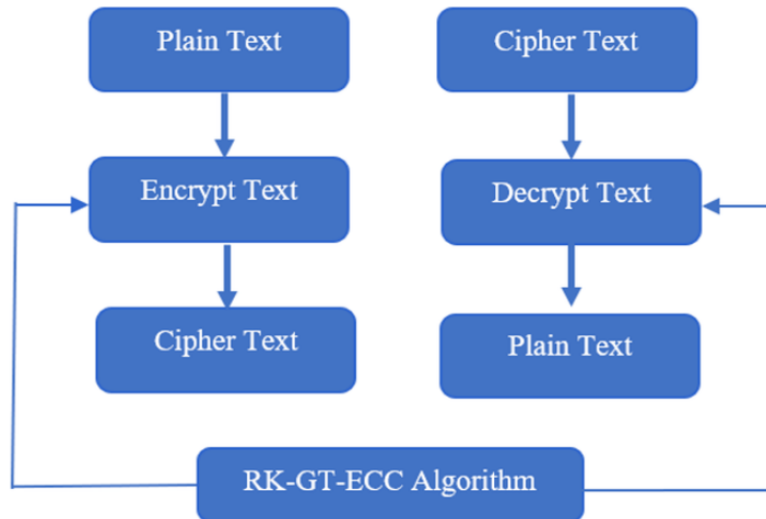 Plain Text
Cipher Text
Encrypt Text
Decrypt Text
Cipher Text
Plain Text
RK-GT-ECC Algorithm